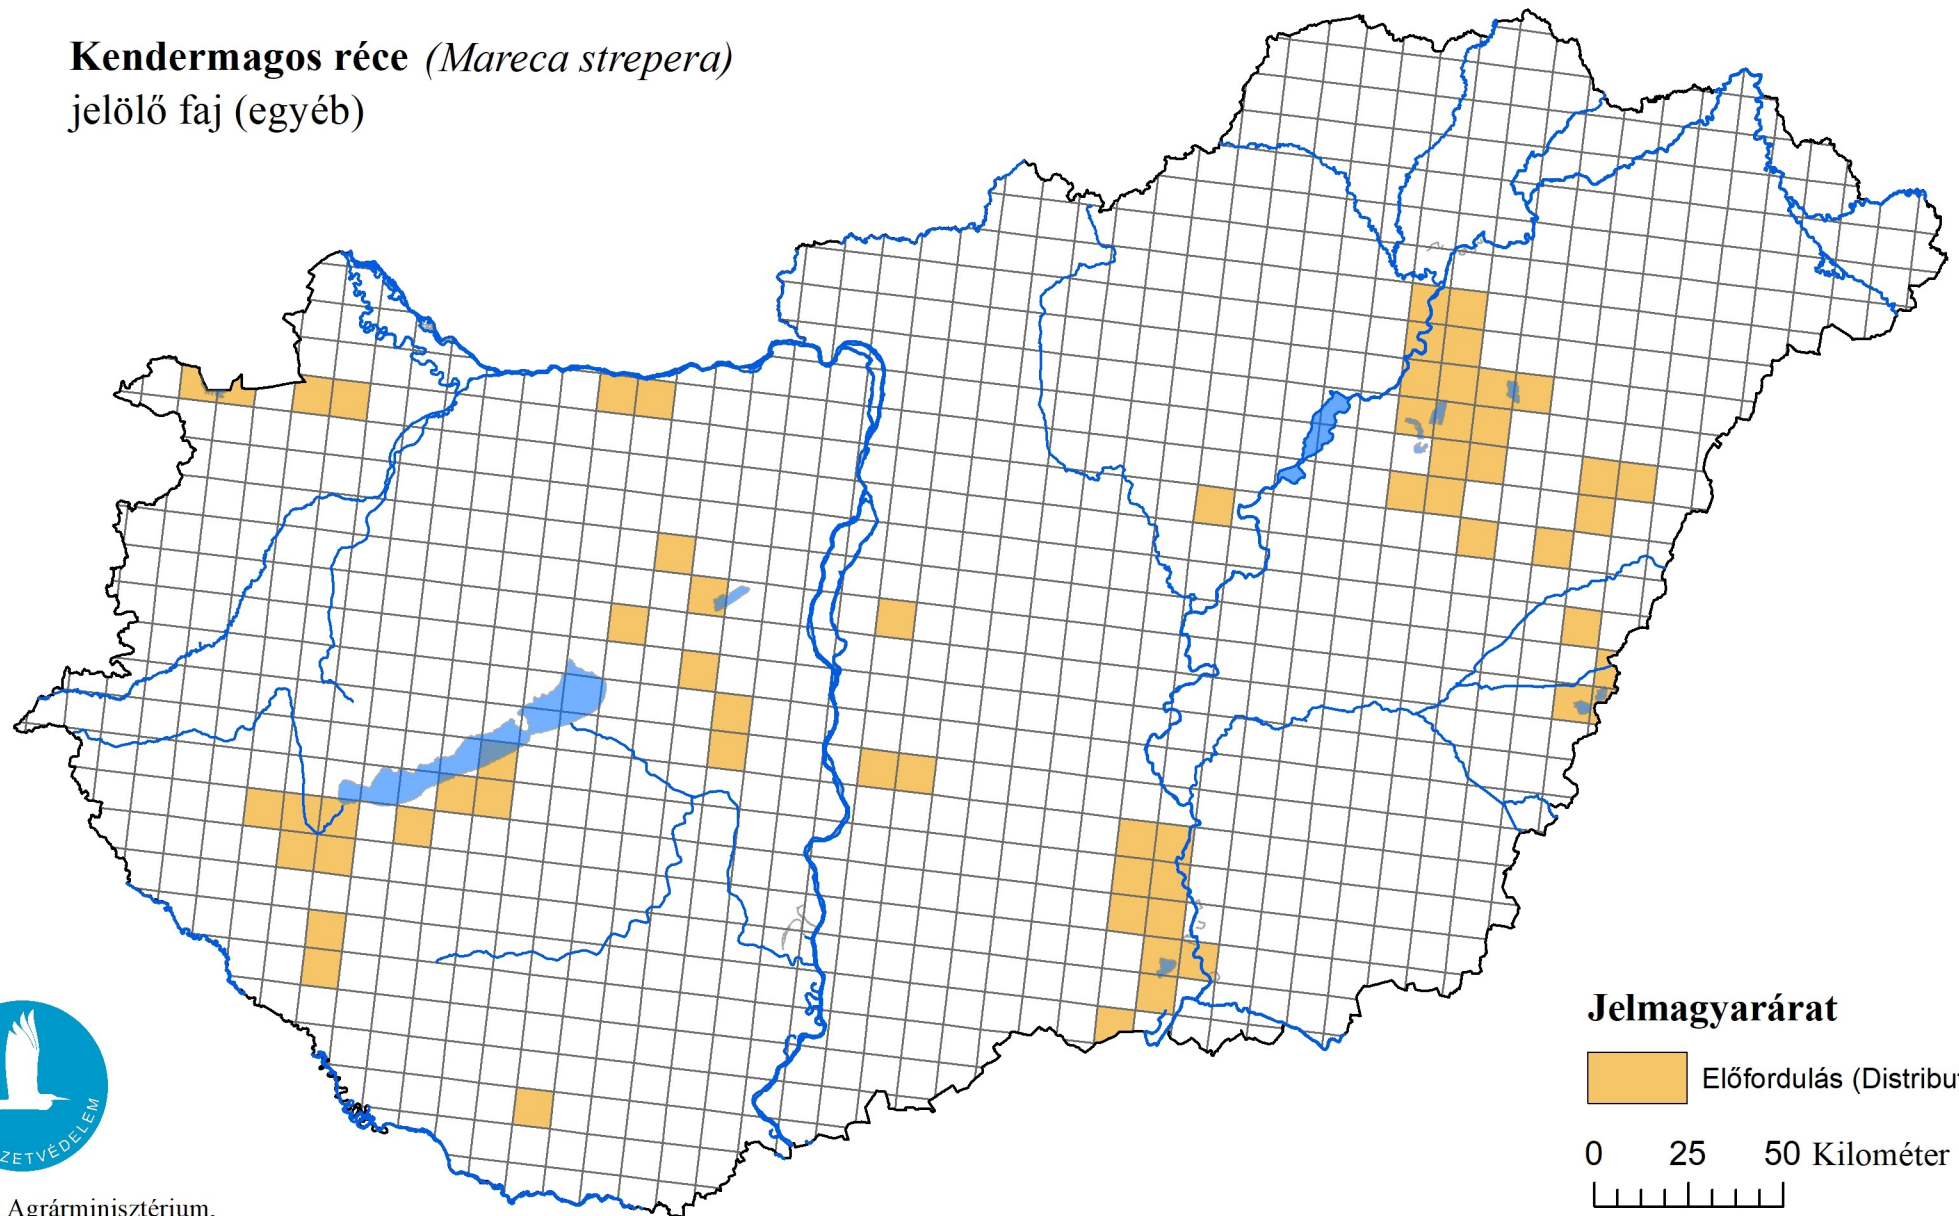 Kendermagos réce (Mareca strepera)
jelölő faj (egyéb)
Jelmagyarárat
Előfordulás (Distribu
0 25 50 Kilométer
ZETVÉDELEM
Agrárminisztérium,